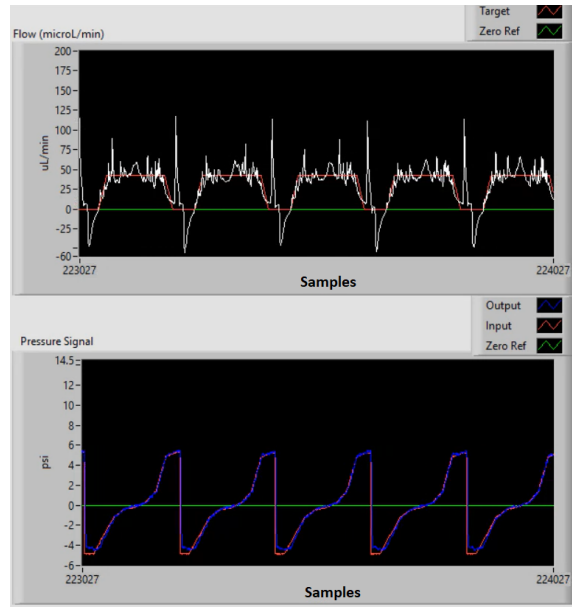 Target
Zero Ref
Flow (microL/min)
200
175
150
125
100
75
50
25
0
-25
-60
uL/min
223027
224027
Samples
Output
Input
Zero Ref
Pressure Signal
14.5
12
10
8
6
4
2
0
-2
-4
-6
psi
223027
224027
Samples